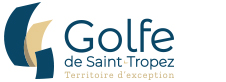 Golfe
de Saint-Tropez
Territoire d'exception